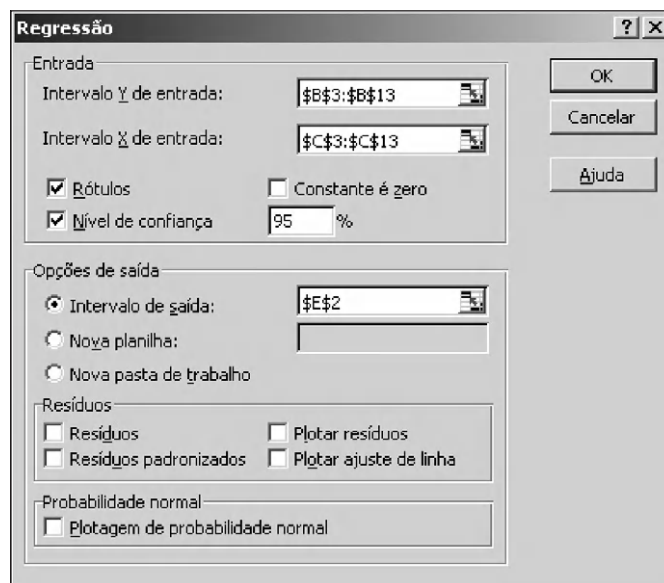 Regressão
Entrada
Intervalo Y de entrada: $B$3:$B$13
Intervalo X de entrada: $C$3:$C$13
Rótulos Constante é zero
Nível de confiança 95 %
OK
Cancelar
Ajuda
Opções de saída
Intervalo de saída: $E$2
Nova planilha:
Nova pasta de trabalho
Resíduos
Resíduos Plotar resíduos
Resíduos padronizados Plotar ajuste de linha
Probabilidade normal
Plotagem de probabilidade normal